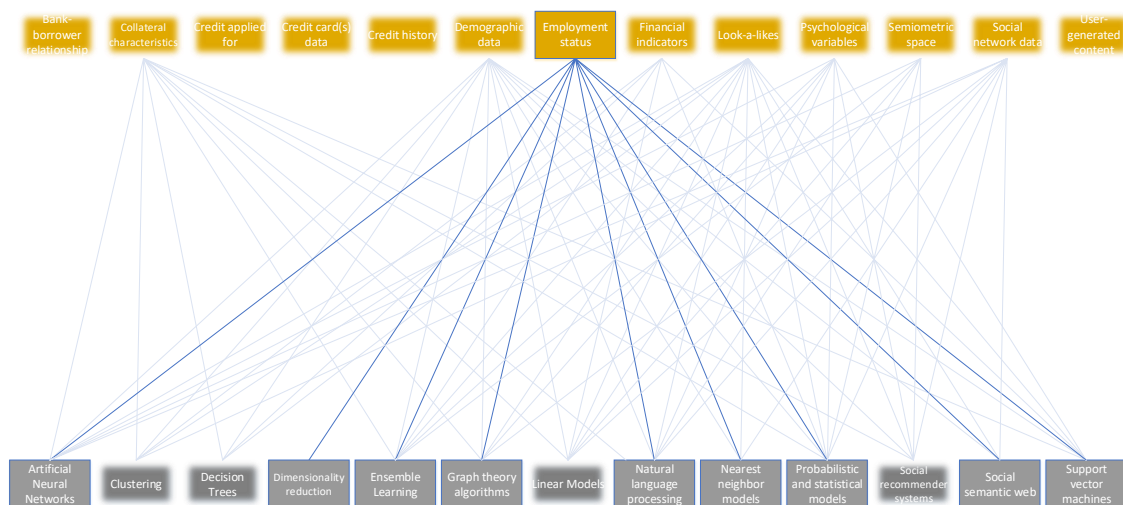 Bank-
borrower
relationship
Collateral
characteristics
Credit applied
for
Credit card(s)
data
Credit history
Demographic
data
Employment
status
Financial
indicators
Look-a-likes
Psychological
variables
Semiometric
space
Social
network data
User-
generated
content
Artificial
Neural
Networks
Clustering
Decision
Trees
Dimensionality
reduction
Ensemble
Learning
Graph theory
algorithms
Linear Models
Natural
language
processing
Nearest
neighbor
models
Probabilistic
and statistical
models
Social
recommender
systems
Social
semantic web
Support
vector
machines